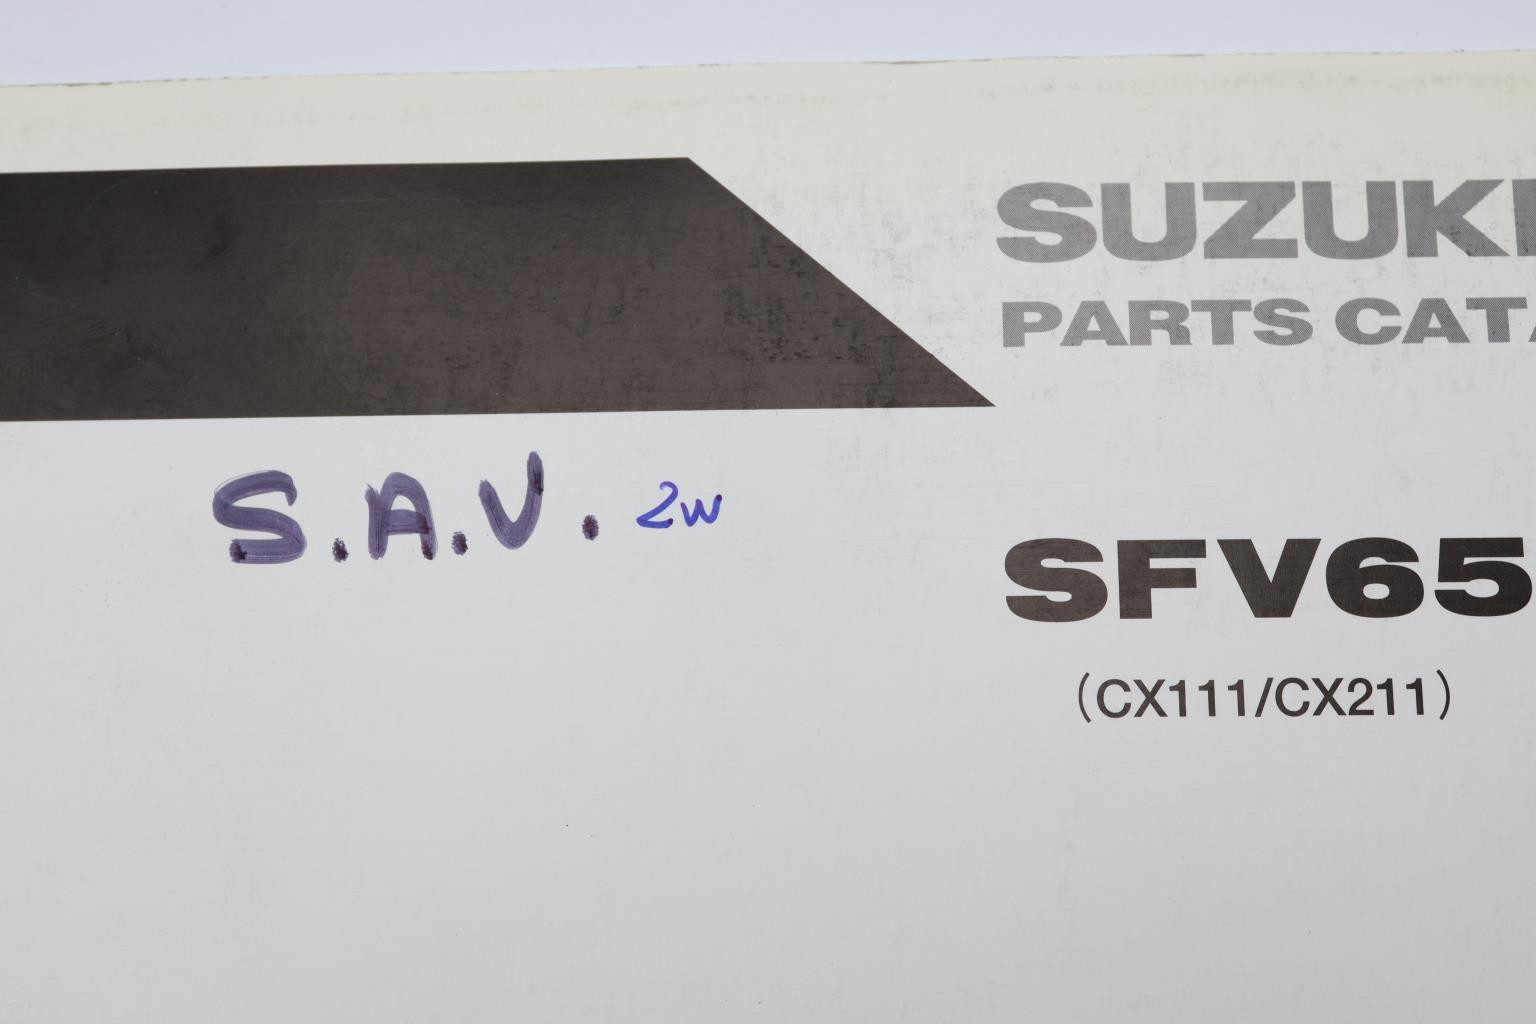 SUZUKI
PARTS CATA
S.A.V. 2w
SFV65
(CX111/CX211)